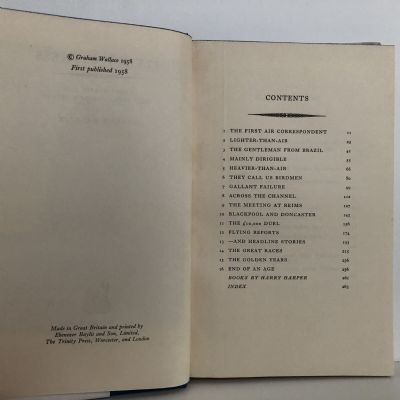 © Graham Wallace 1958
First published 1958
Made in Great Britain and printed by
Ebenezer Baylis and Son, Limited,
The Trinity Press, Worcester, and London
CONTENTS
1 THE FIRST AIR CORRESPONDENT 11
2 LIGHTER-THAN-AIR
3 THE GENTLEMAN FROM BRAZIL
4 MAINLY DIRIGIBLE
5 HEAVIER-THAN-AIR 66
6 THEY CALL US BIRDMEN 80
7 GALLANT FAILURE
8 ACROSS THE CHANNEL
9 THE MEETING AT REIMS
10 BLACKPOOL AND DONCASTER
11 THE £10,000 DUEL
12 FLYING REPORTS 174
13 —AND HEADLINE STORIES
14 THE GREAT RACES 215
15 THE GOLDEN YEARS
16 END OF AN AGE
BOOKS BY HARRY HARPER
INDEX